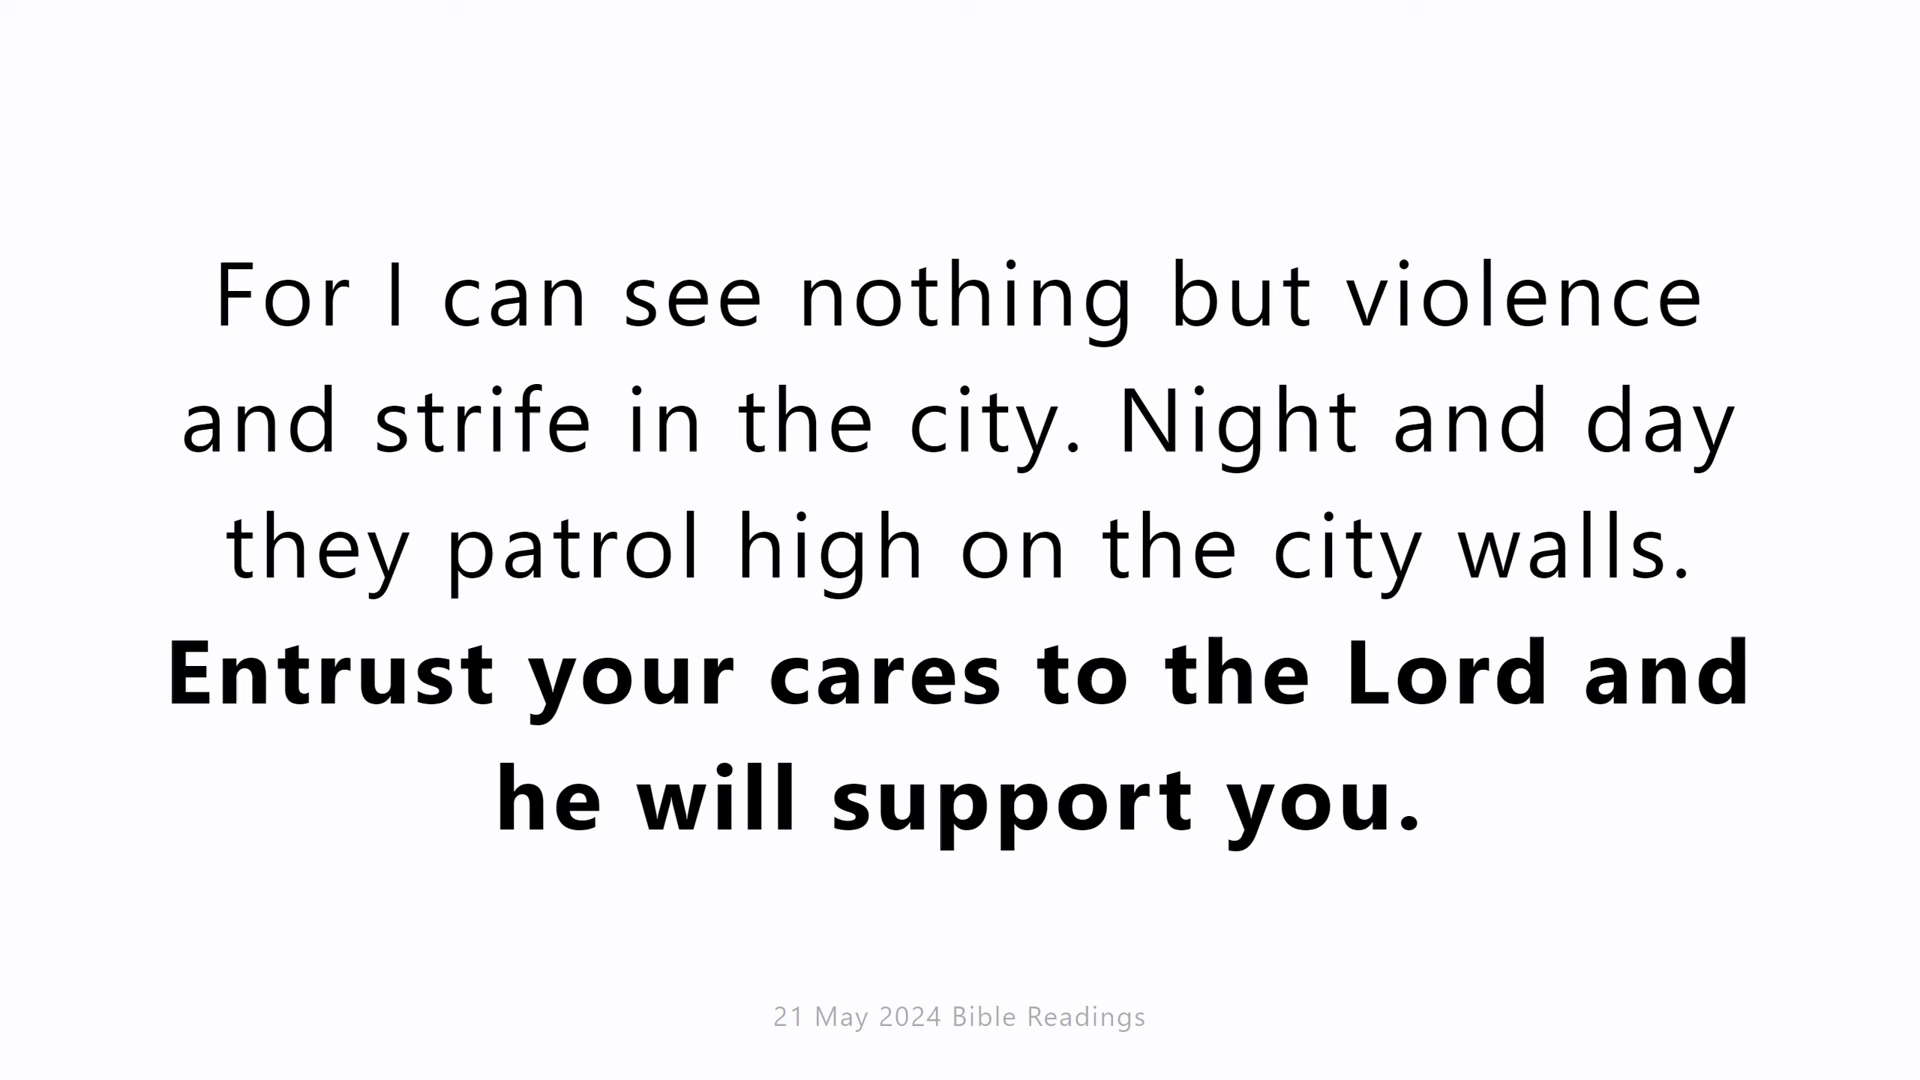 For I can see nothing but violence
and strife in the city. Night and day
they patrol high on the city walls.
Entrust your cares to the Lord and
he will support you.
21 May 2024 Bible Readings